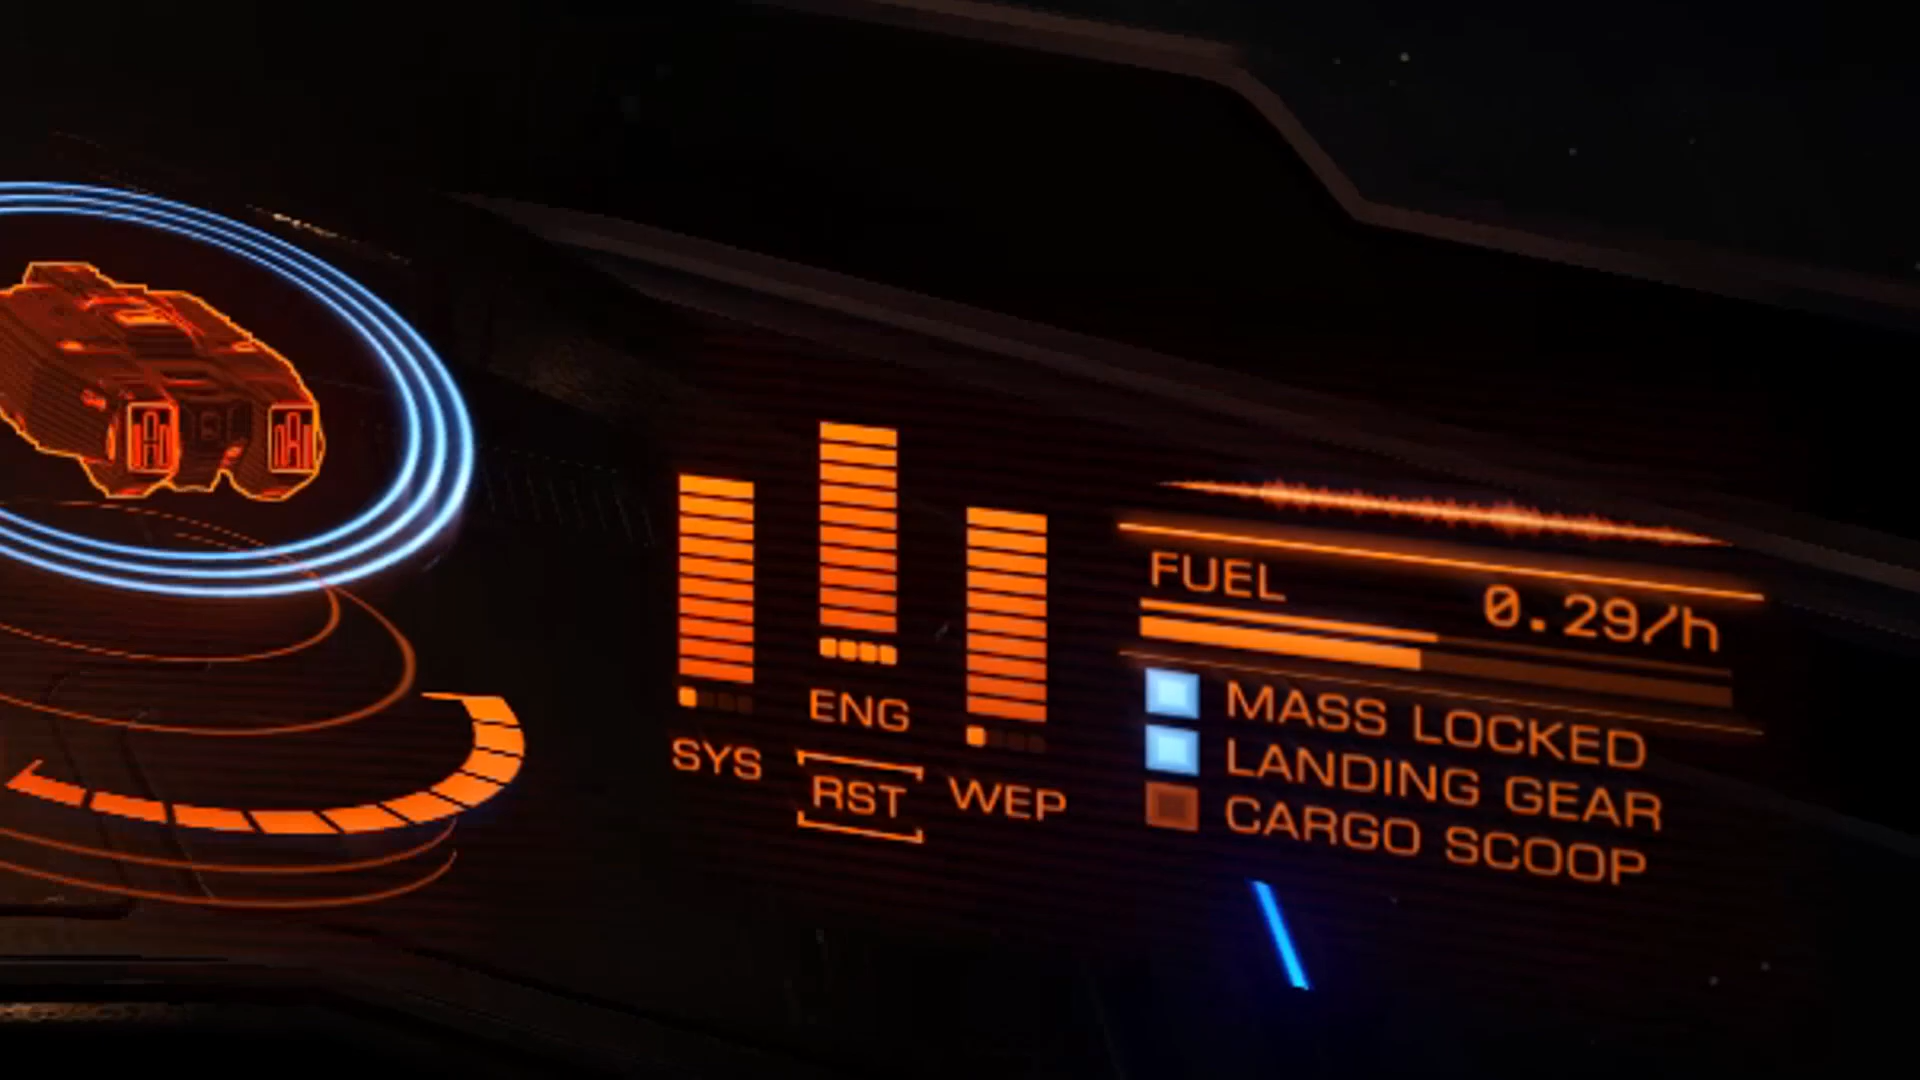 SYS
ENG
RST
WEP
FUEL
0.29/h
MASS LOCKED
LANDING GEAR
CARGO SCOOP